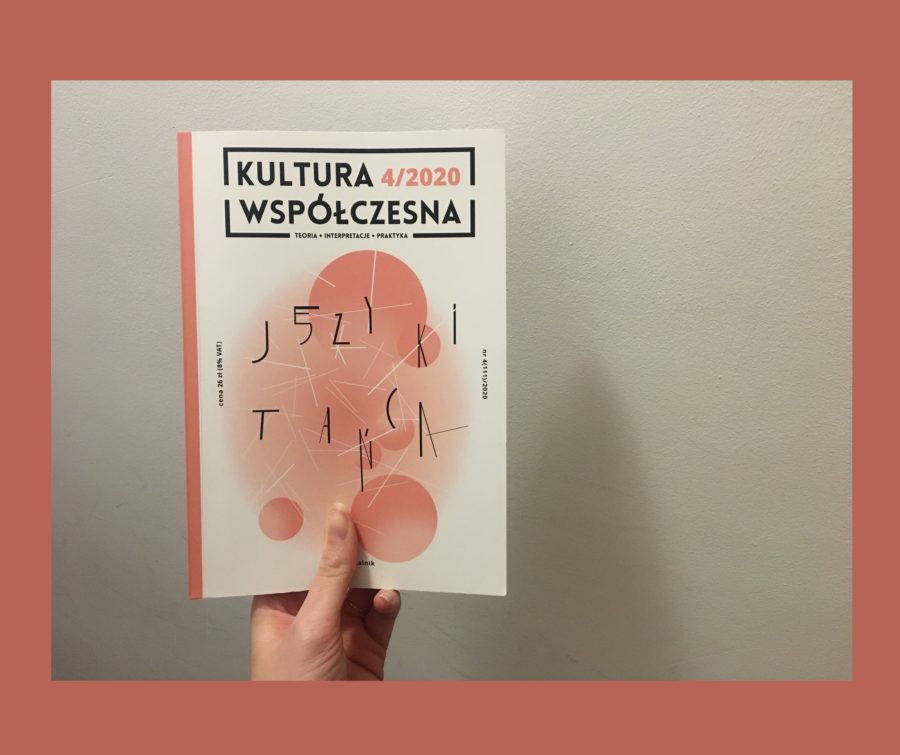 KULTURA 4/2020
WSPÓŁCZESNA
TEORIA • INTERPRETACJE • PRAKTYKA
JĘZYKI
TAŃCA
cena 26 zł (8% VAT)
nr 4(111)/2020